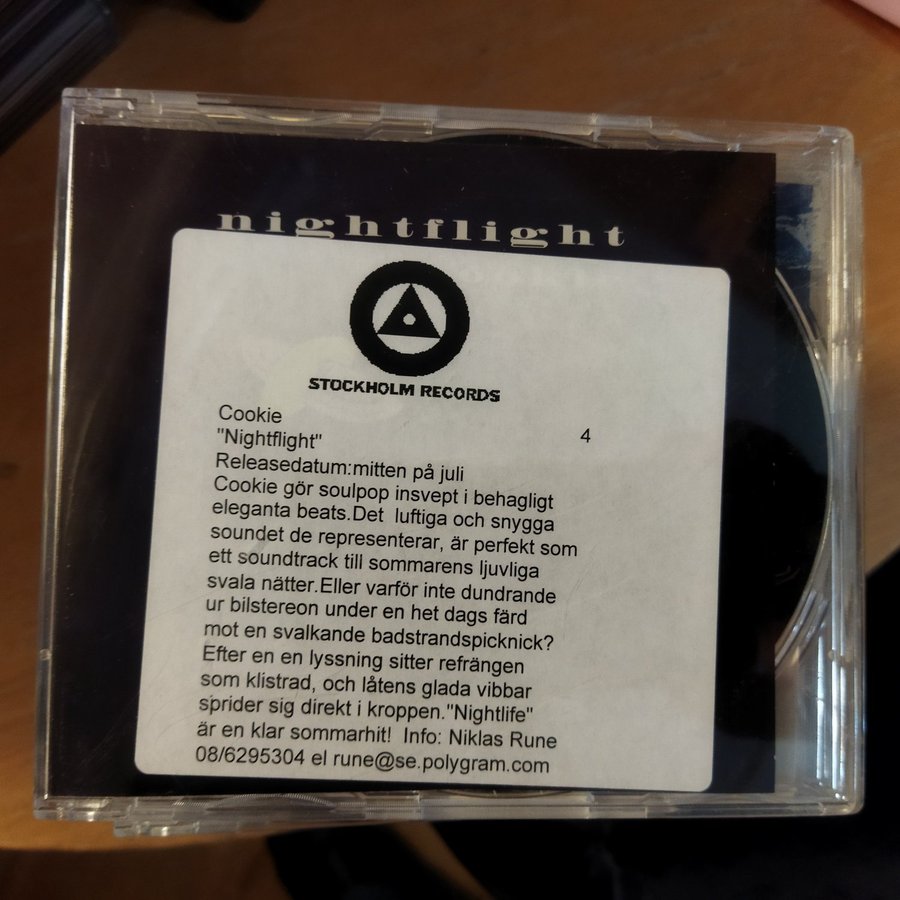 nightflight
STOCKHOLM RECORDS
Cookie
"Nightflight" 4
Releasedatum:mitten på juli
Cookie gör soulpop insvept i behagligt
eleganta beats.Det luftiga och snygga
soundet de representerar, är perfekt som
ett soundtrack till sommarens ljuvliga
svala nätter.Eller varför inte dundrande
ur bilstereon under en het dags färd
mot en svalkande badstrandspicknick?
Efter en en lyssning sitter refrängen
som klistrad, och låtens glada vibbar
sprider sig direkt i kroppen."Nightlife"
är en klar sommarhit! Info: Niklas Rune
08/6295304 el rune@se.polygram.com